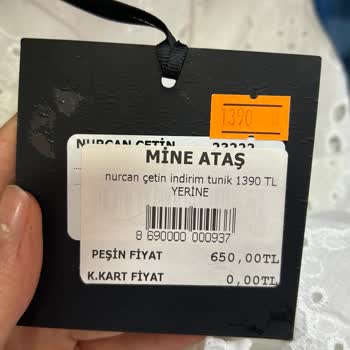 1390
NURCAN ÇETİN 23222
MİNE ATAŞ
nurcan çetin indirim tunik 1390 TL
YERİNE
8 690000 000937
PEŞİN FİYAT 650,00TL
K.KART FİYAT 0,00TL